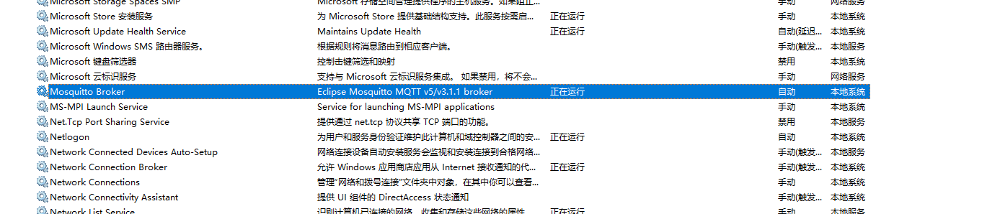 Microsoft Storage Spaces SMP Microsoft 存储空间管理提供程序的主机服务。如果阻止... 手动 网络服务
Microsoft Store 安装服务 为 Microsoft Store 提供基础结构支持。此服务按需启... 正在运行 手动 本地系统
Microsoft Update Health Service Maintains Update Health 正在运行 自动(延迟... 本地系统
Microsoft Windows SMS 路由器服务。 根据规则将消息路由到相应客户端。 手动(触发... 本地服务
Microsoft 键盘筛选器 控制击键筛选和映射 禁用 本地系统
Microsoft 云标识服务 支持与 Microsoft 云标识服务集成。 如果禁用，将不会... 手动 网络服务
Mosquitto Broker Eclipse Mosquitto MQTT v5/v3.1.1 broker 正在运行 自动 本地系统
MS-MPI Launch Service Service for launching MS-MPI applications 手动 本地系统
Net.Tcp Port Sharing Service 提供通过 net.tcp 协议共享 TCP 端口的功能。 禁用 本地服务
Netlogon 为用户和服务身份验证维护此计算机和域控制器之间的安... 正在运行 自动 本地系统
Network Connected Devices Auto-Setup 网络连接设备自动安装服务会监视和安装连接到合格网络... 手动(触发... 本地服务
Network Connection Broker 允许 Windows 应用商店应用从 Internet 接收通知的代... 正在运行 手动(触发... 本地系统
Network Connections 管理“网络和拨号连接”文件夹中对象，在其中你可以查看... 手动 本地系统
Network Connectivity Assistant 提供 UI 组件的 DirectAccess 状态通知 手动(触发... 本地系统
Network List Service 识别计算机已连接的网络，收集和存储这些网络的属性， 正在运行 手动 本地服务